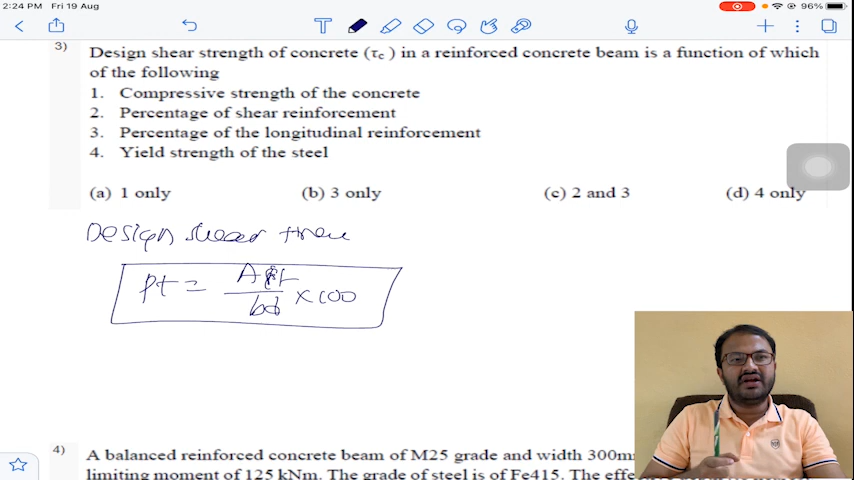 2:24 PM Fri 19 Aug
96%
3) Design shear strength of concrete (τc) in a reinforced concrete beam is a function of which
of the following
1. Compressive strength of the concrete
2. Percentage of shear reinforcement
3. Percentage of the longitudinal reinforcement
4. Yield strength of the steel
(a) 1 only (b) 3 only (c) 2 and 3 (d) 4 only
Design shear
pt = Ast
bd × 100
4) A balanced reinforced concrete beam of M25 grade and width 300m
limiting moment of 125 kNm. The grade of steel is of Fe415. The effe